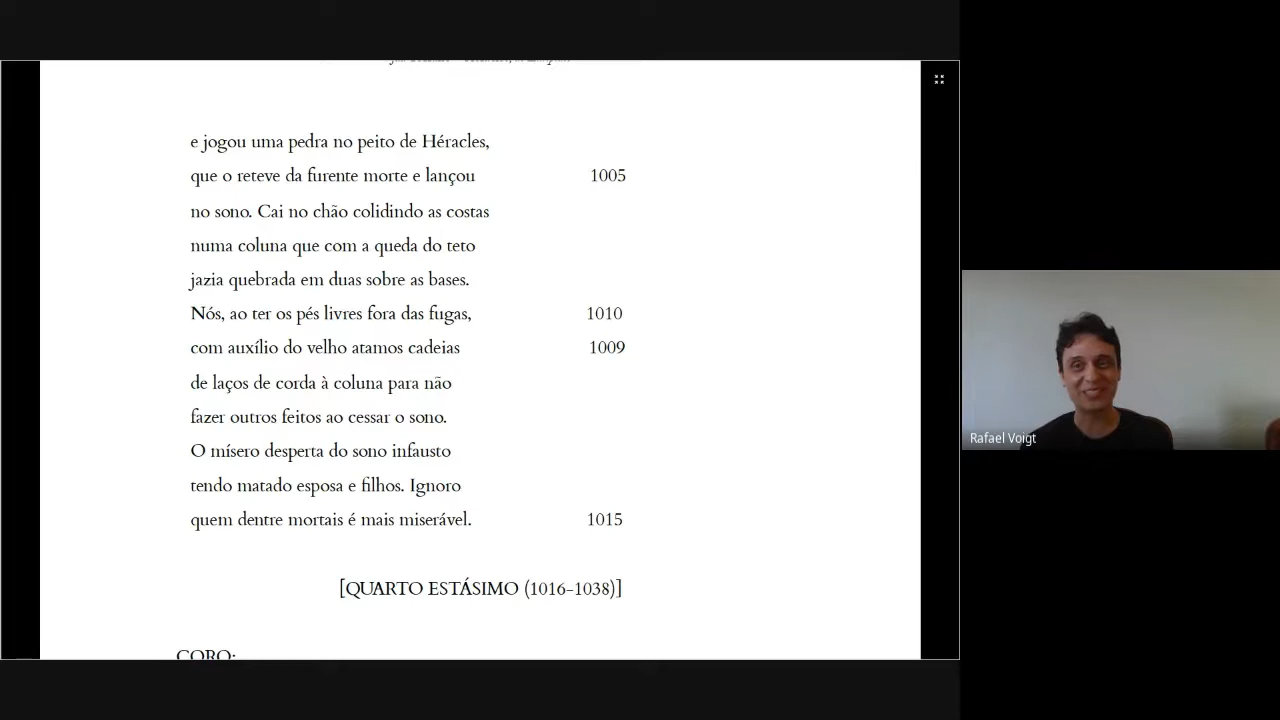 e jogou uma pedra no peito de Héracles,
que o reteve da furente morte e lançou 1005
no sono. Cai no chão colidindo as costas
numa coluna que com a queda do teto
jazia quebrada em duas sobre as bases.
Nós, ao ter os pés livres fora das fugas, 1010
com auxílio do velho atamos cadeias 1009
de laços de corda à coluna para não
fazer outros feitos ao cessar o sono.
O mísero desperta do sono infausto
tendo matado esposa e filhos. Ignoro
quem dentre mortais é mais miserável. 1015
[QUARTO ESTÁSIMO (1016-1038)]
CORO:
Rafael Voigt